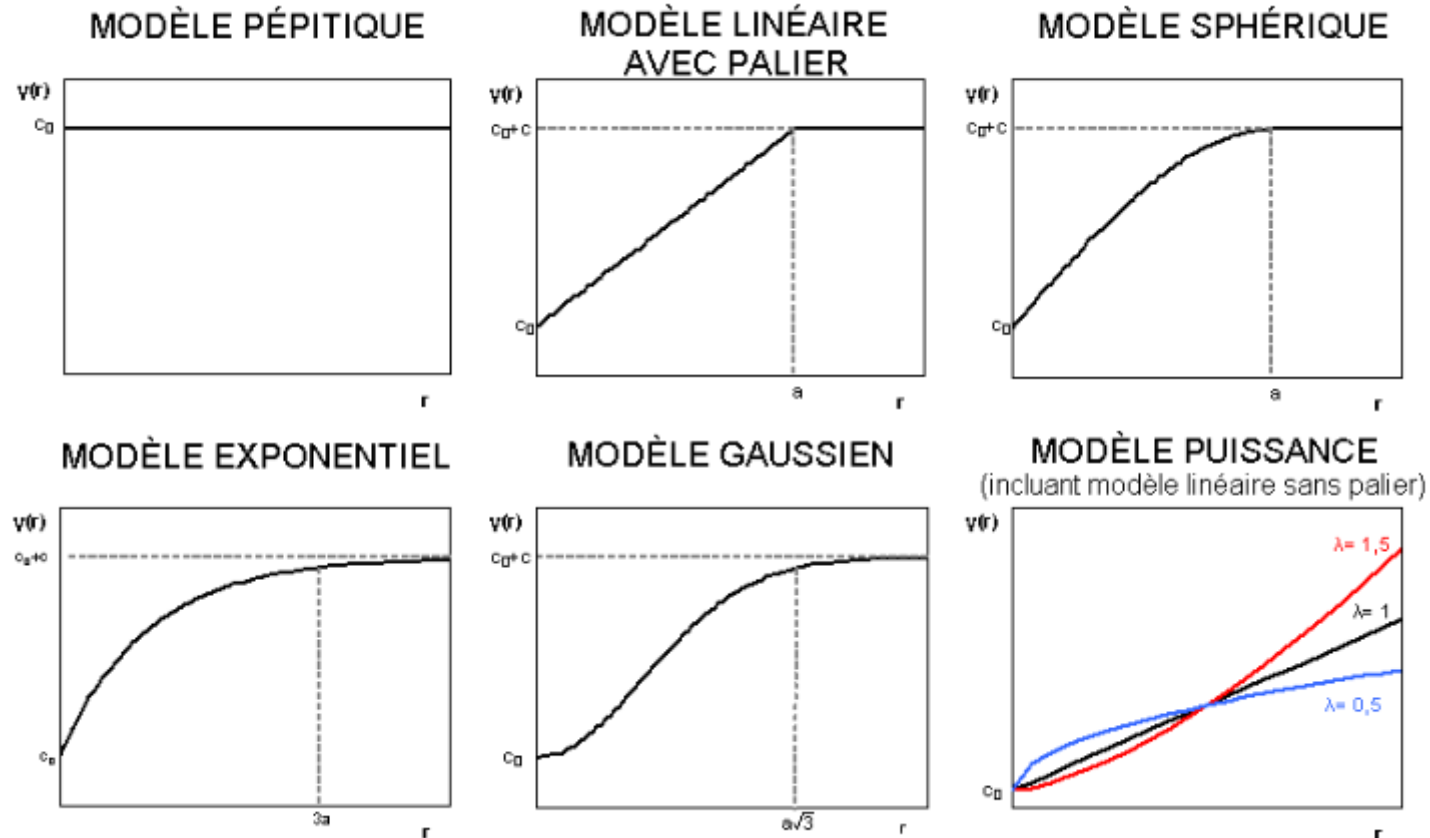 MODÈLE PÉPITIQUE
γ(r)
c₀
r
MODÈLE LINÉAIRE
AVEC PALIER
γ(r)
c₀+c
c₀
a
r
MODÈLE SPHÉRIQUE
γ(r)
c₀+c
c₀
a
r
MODÈLE EXPONENTIEL
γ(r)
c₀+c
c₀
3a
r
MODÈLE GAUSSIEN
γ(r)
c₀+c
c₀
a√3
r
MODÈLE PUISSANCE
(incluant modèle linéaire sans palier)
γ(r)
λ= 1,5
λ= 1
λ= 0,5
c₀
r